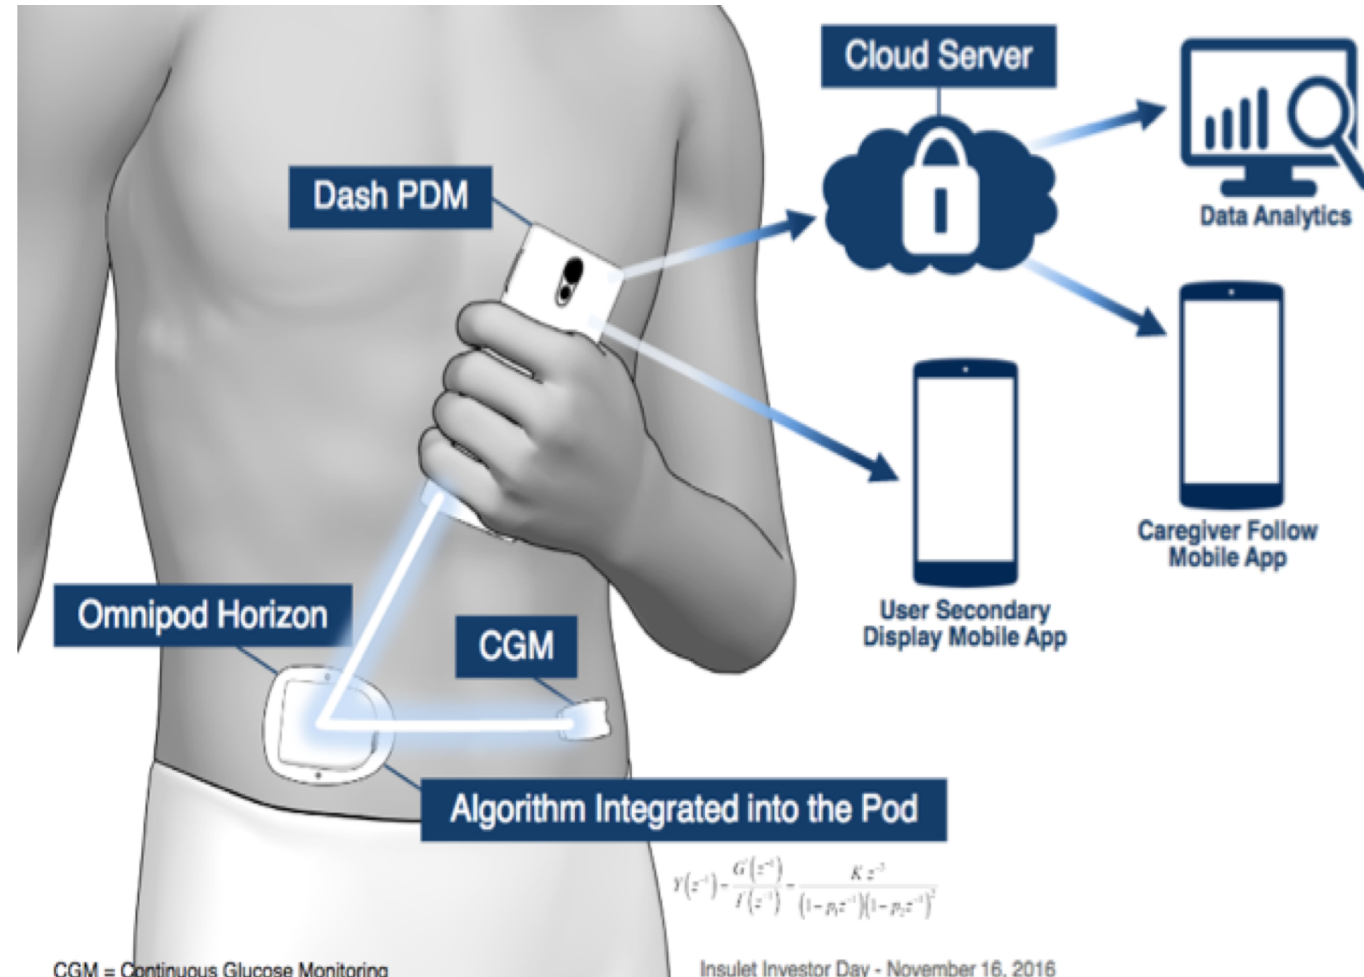 Cloud Server
Data Analytics
Dash PDM
Caregiver Follow
Mobile App
User Secondary
Display Mobile App
Omnipod Horizon
CGM
Algorithm Integrated into the Pod
CGM = Continuous Glucose Monitoring
Insulet Investor Day - November 16, 2016